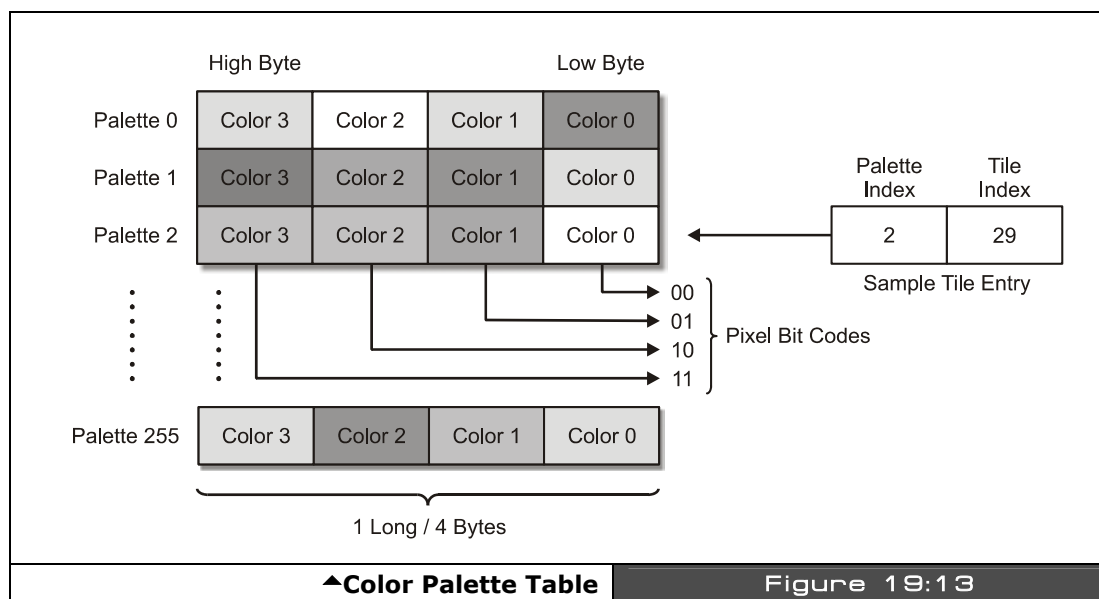 High Byte Low Byte
Palette 0 Color 3 Color 2 Color 1 Color 0
Palette 1 Color 3 Color 2 Color 1 Color 0
Palette 2 Color 3 Color 2 Color 1 Color 0
Palette Index
Tile Index
2 29
Sample Tile Entry
00
01
10
11
Pixel Bit Codes
Palette 255 Color 3 Color 2 Color 1 Color 0
1 Long / 4 Bytes
Color Palette Table
Figure 19:13